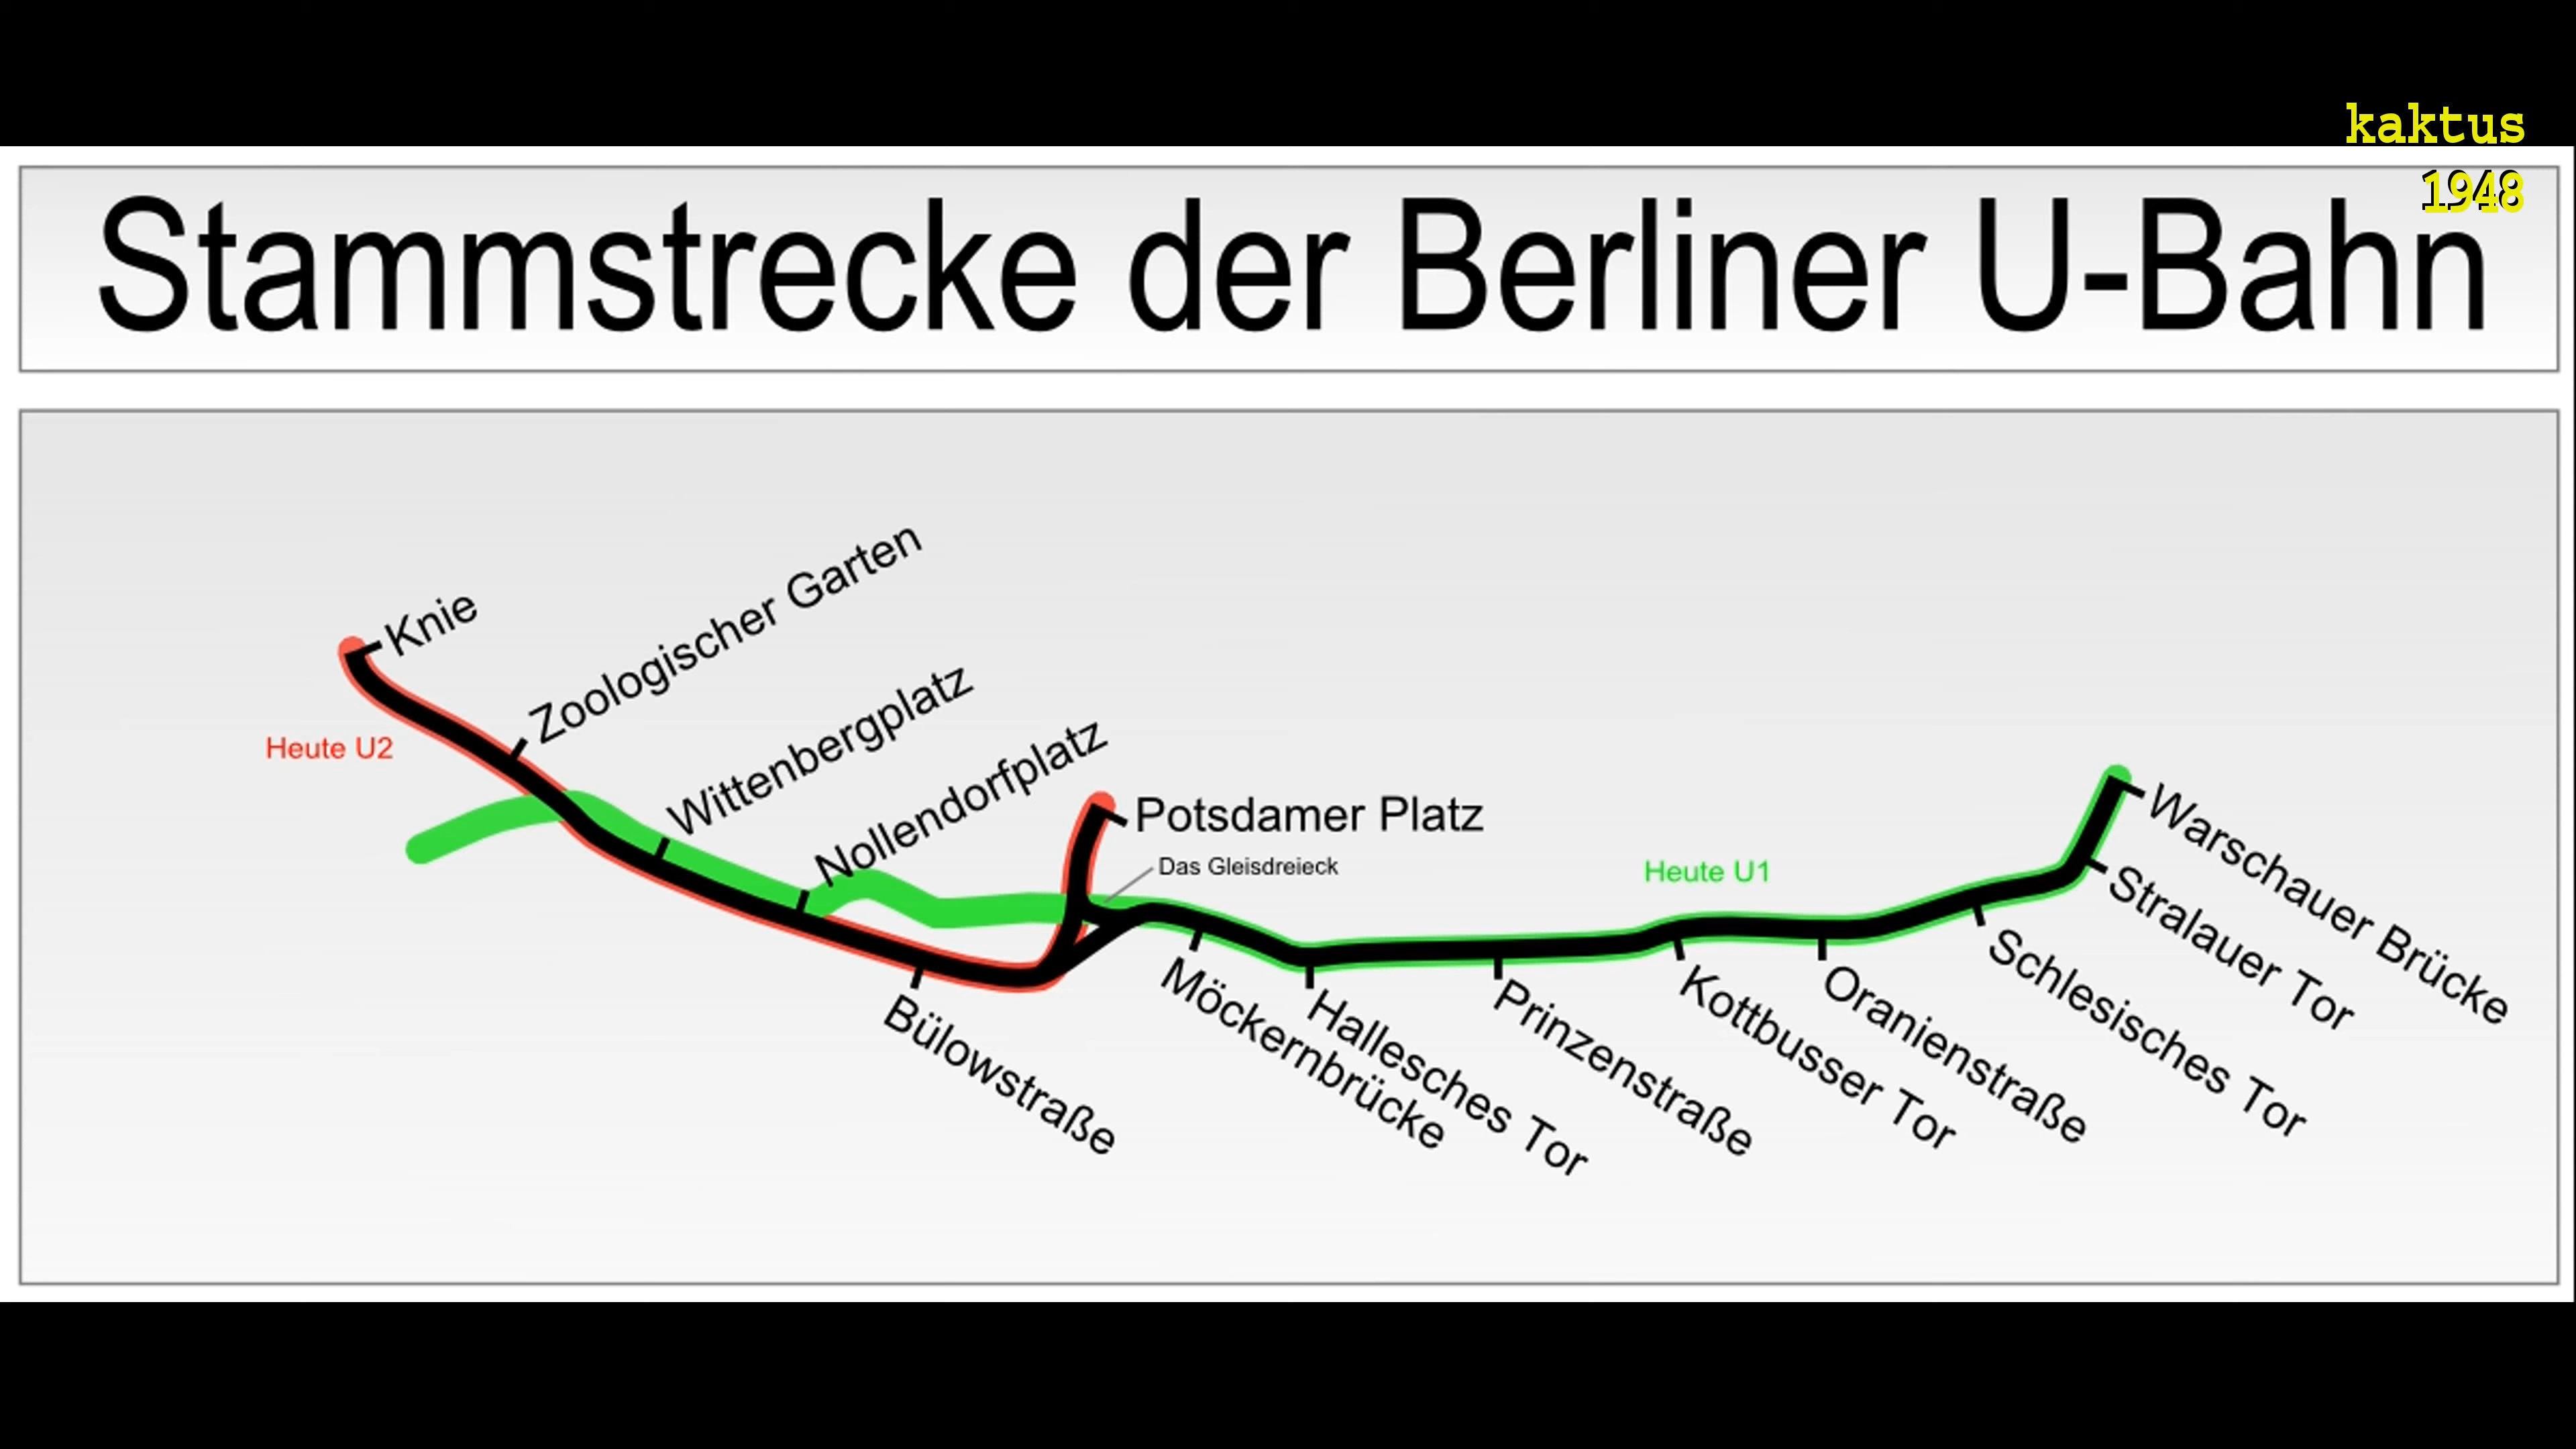 kaktus
1948
Stammstrecke der Berliner U-Bahn
Knie
Zoologischer Garten
Heute U2
Wittenbergplatz
Nollendorfplatz
Potsdamer Platz
Das Gleisdreieck
Heute U1
Warschauer Brücke
Stralauer Tor
Schlesisches Tor
Oranienstraße
Kottbusser Tor
Prinzenstraße
Hallesches Tor
Möckernbrücke
Bülowstraße